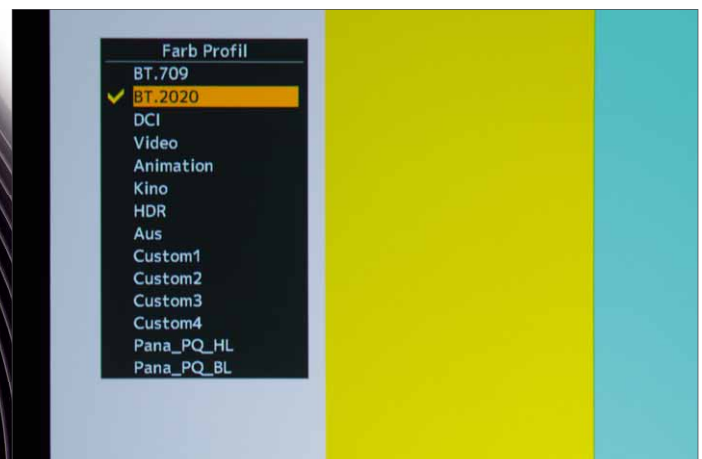 Farb Profil
BT.709
BT.2020
DCI
Video
Animation
Kino
HDR
Aus
Custom1
Custom2
Custom3
Custom4
Pana_PQ_HL
Pana_PQ_BL